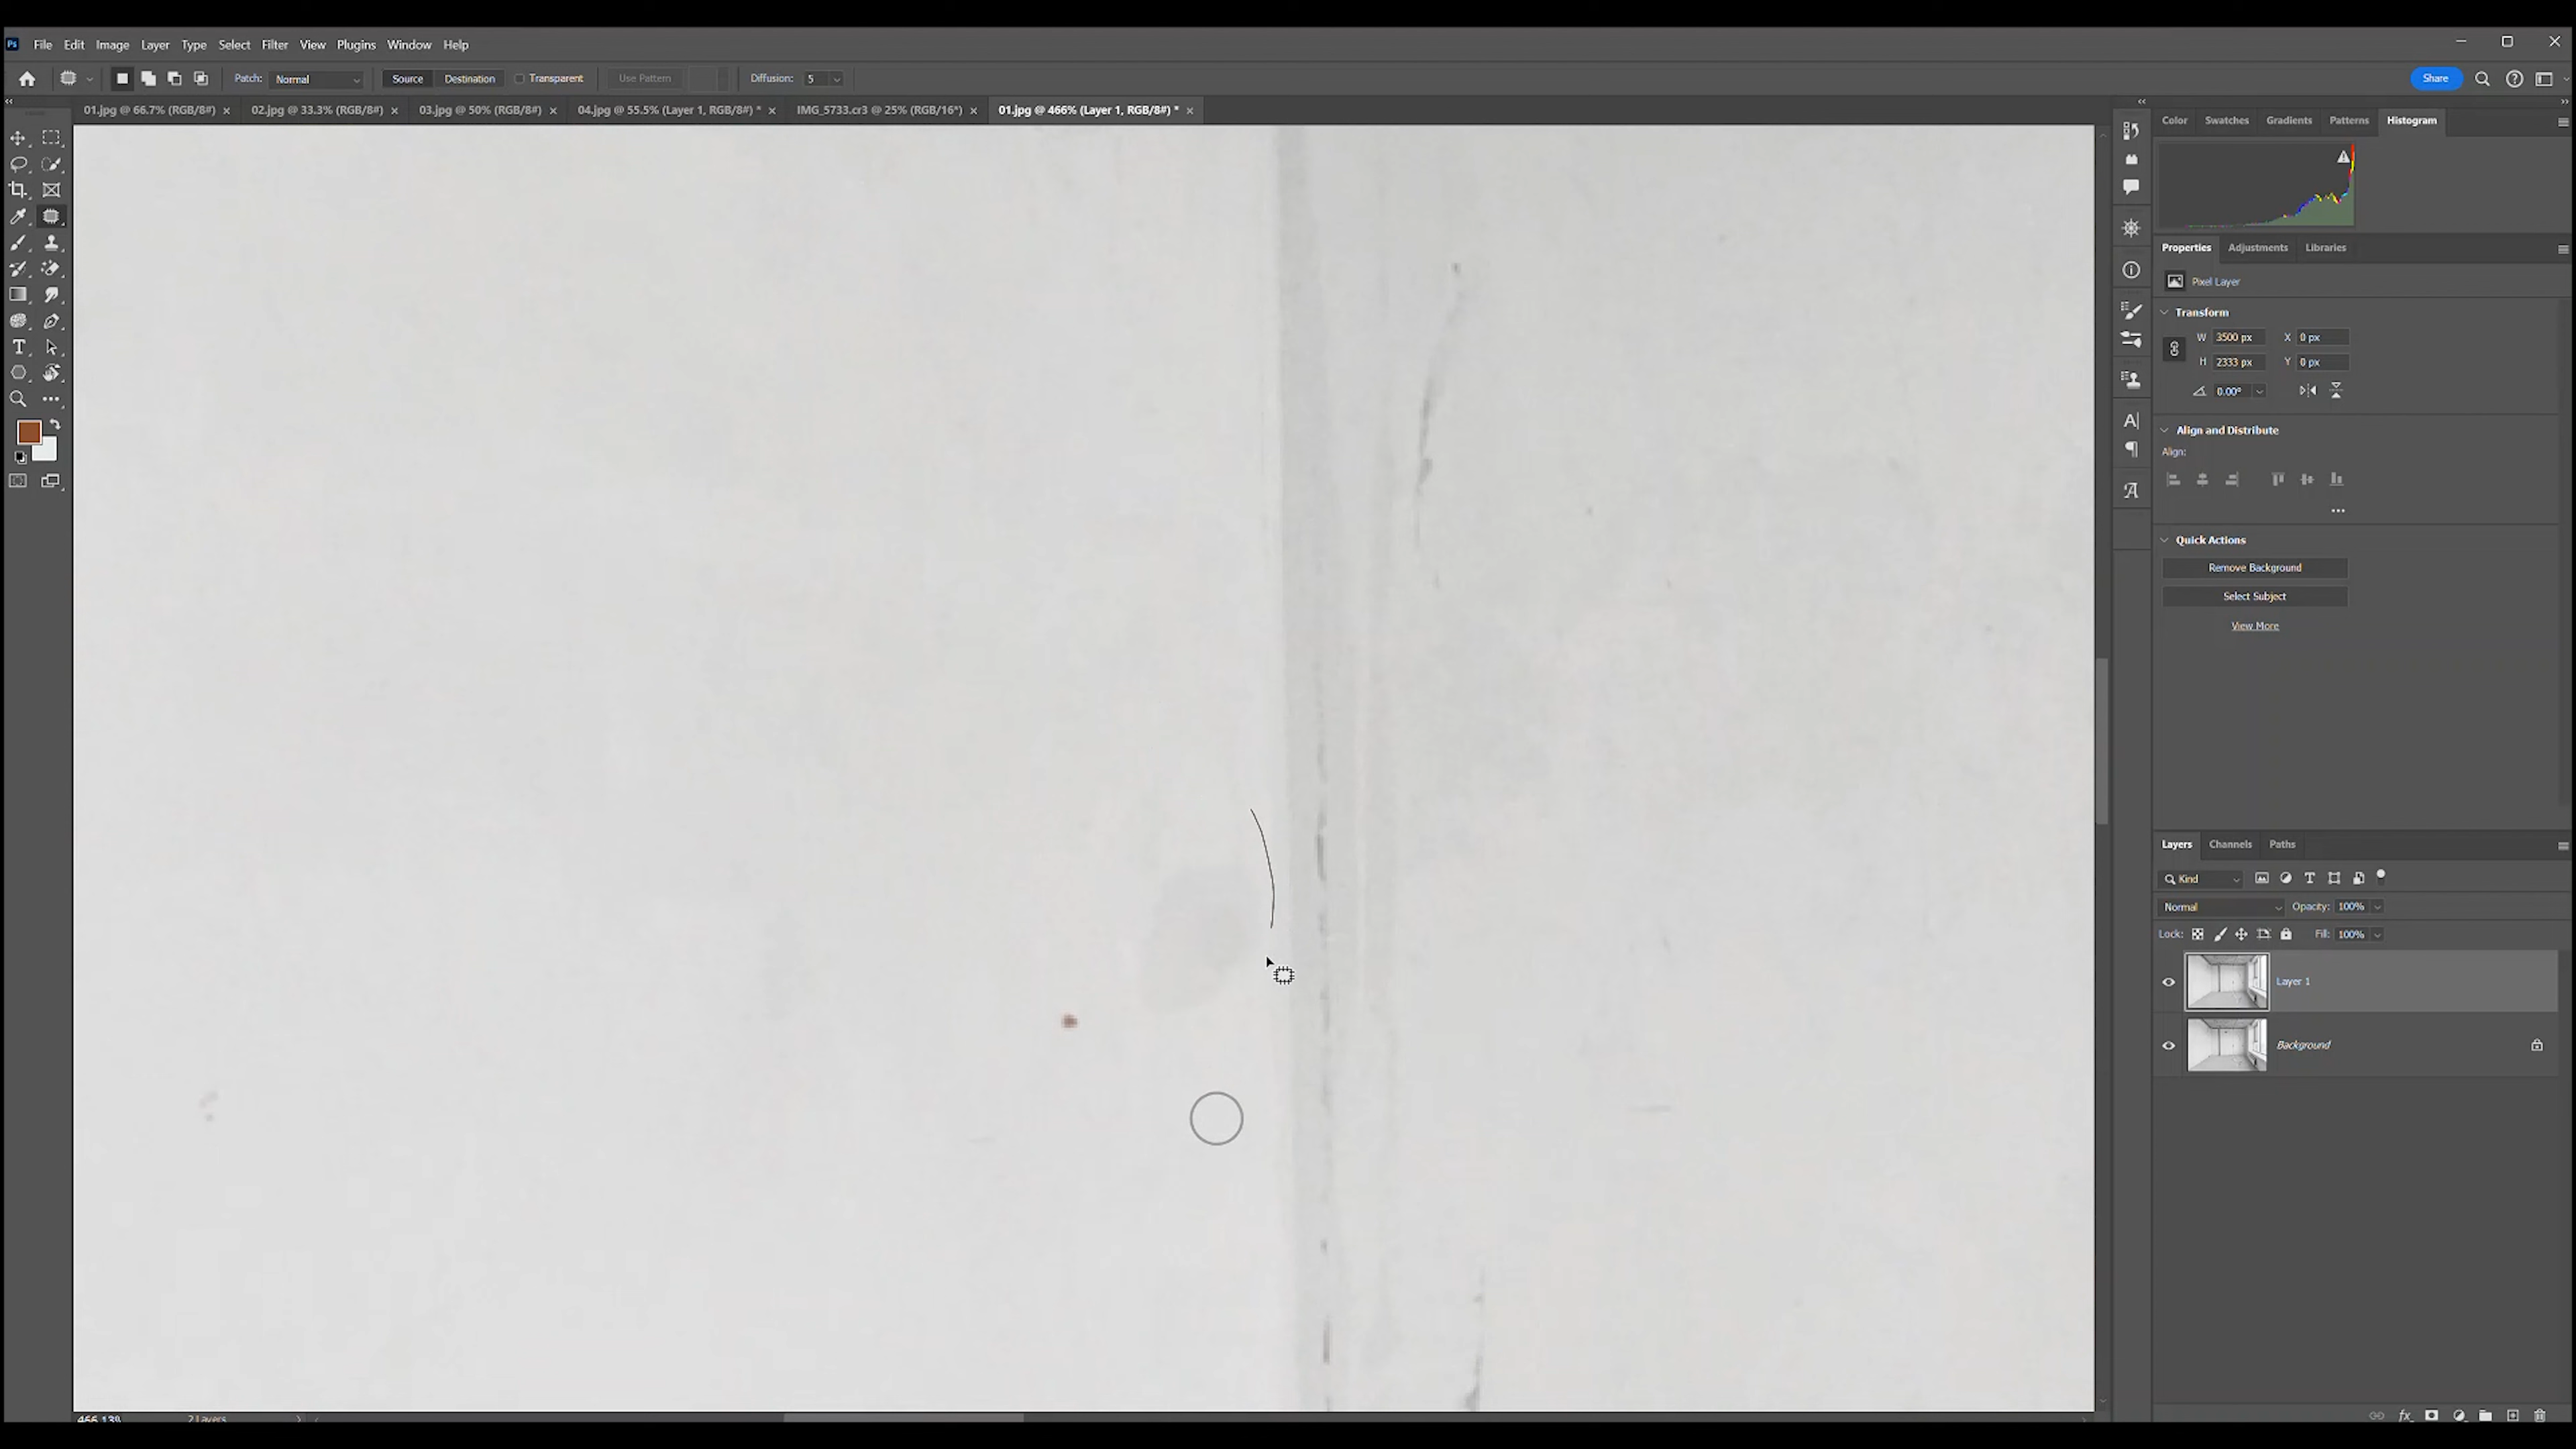 Ps File Edit Image Layer Type Select Filter View Plugins Window Help
Patch: Normal Source Destination Transparent Use Pattern Diffusion: 5 Share
01.jpg @ 66.7% (RGB/8#) × 02.jpg @ 33.3% (RGB/8#) × 03.jpg @ 50% (RGB/8#) × 04.jpg @ 55.5% (Layer 1, RGB/8#) * × IMG_5733.cr3 @ 25% (RGB/16*) × 01.jpg @ 466% (Layer 1, RGB/8#) * ×
Color Swatches Gradients Patterns Histogram
Properties Adjustments Libraries
Pixel Layer
Transform
W 3500 px X 0 px
H 2333 px Y 0 px
0.00°
Align and Distribute
Align:
Quick Actions
Remove Background
Select Subject
View More
Layers Channels Paths
Kind
Normal Opacity: 100%
Lock: Fill: 100%
Layer 1
Background
466.13% 2 Layers